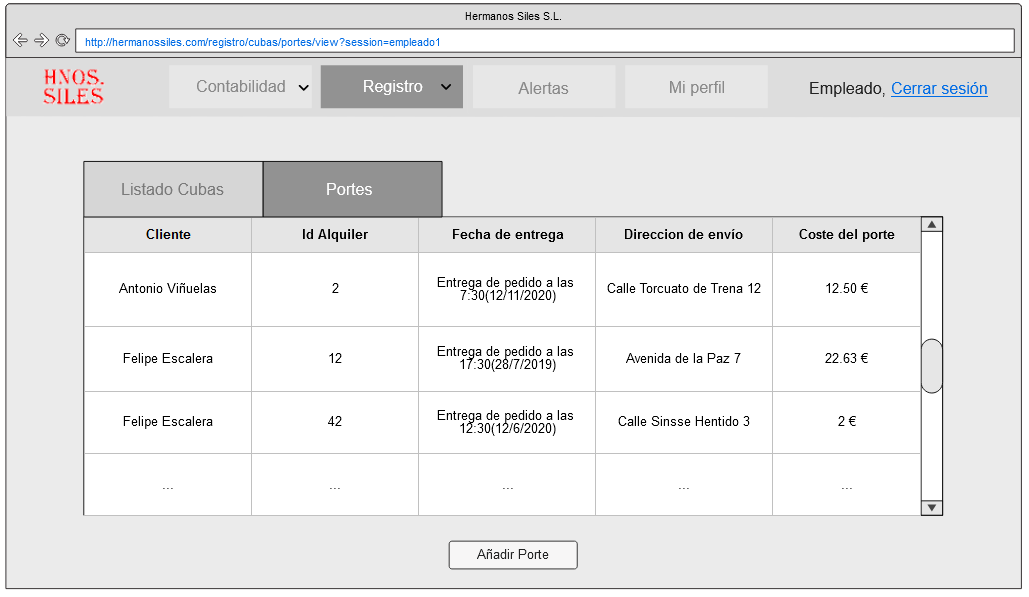 Hermanos Siles S.L.
http://hermanossiles.com/registro/cubas/portes/view?session=empleado1
HNOS.
SILES
Contabilidad Registro Alertas Mi perfil Empleado, Cerrar sesión
Listado Cubas Portes
Cliente Id Alquiler Fecha de entrega Direccion de envío Coste del porte
Antonio Viñuelas 2 Entrega de pedido a las 7:30(12/11/2020) Calle Torcuato de Trena 12 12.50 €
Felipe Escalera 12 Entrega de pedido a las 17:30(28/7/2019) Avenida de la Paz 7 22.63 €
Felipe Escalera 42 Entrega de pedido a las 12:30(12/6/2020) Calle Sinsse Hentido 3 2 €
... ... ... ... ...
Añadir Porte